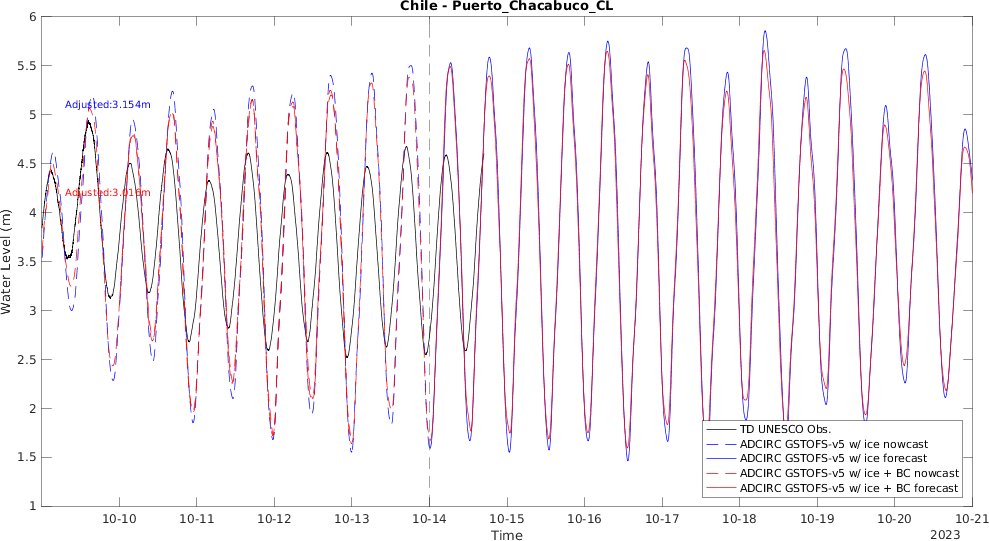 Chile - Puerto_Chacabuco_CL
6
5.5
5
4.5
4
3.5
3
2.5
2
1.5
1
Water Level (m)
Adjusted:3.154m
Adjusted:3.016m
TD UNESCO Obs.
ADCIRC GSTOFS-v5 w/ ice nowcast
ADCIRC GSTOFS-v5 w/ ice forecast
ADCIRC GSTOFS-v5 w/ ice + BC nowcast
ADCIRC GSTOFS-v5 w/ ice + BC forecast
10-10 10-11 10-12 10-13 10-14 10-15 10-16 10-17 10-18 10-19 10-20 10-21
Time
2023